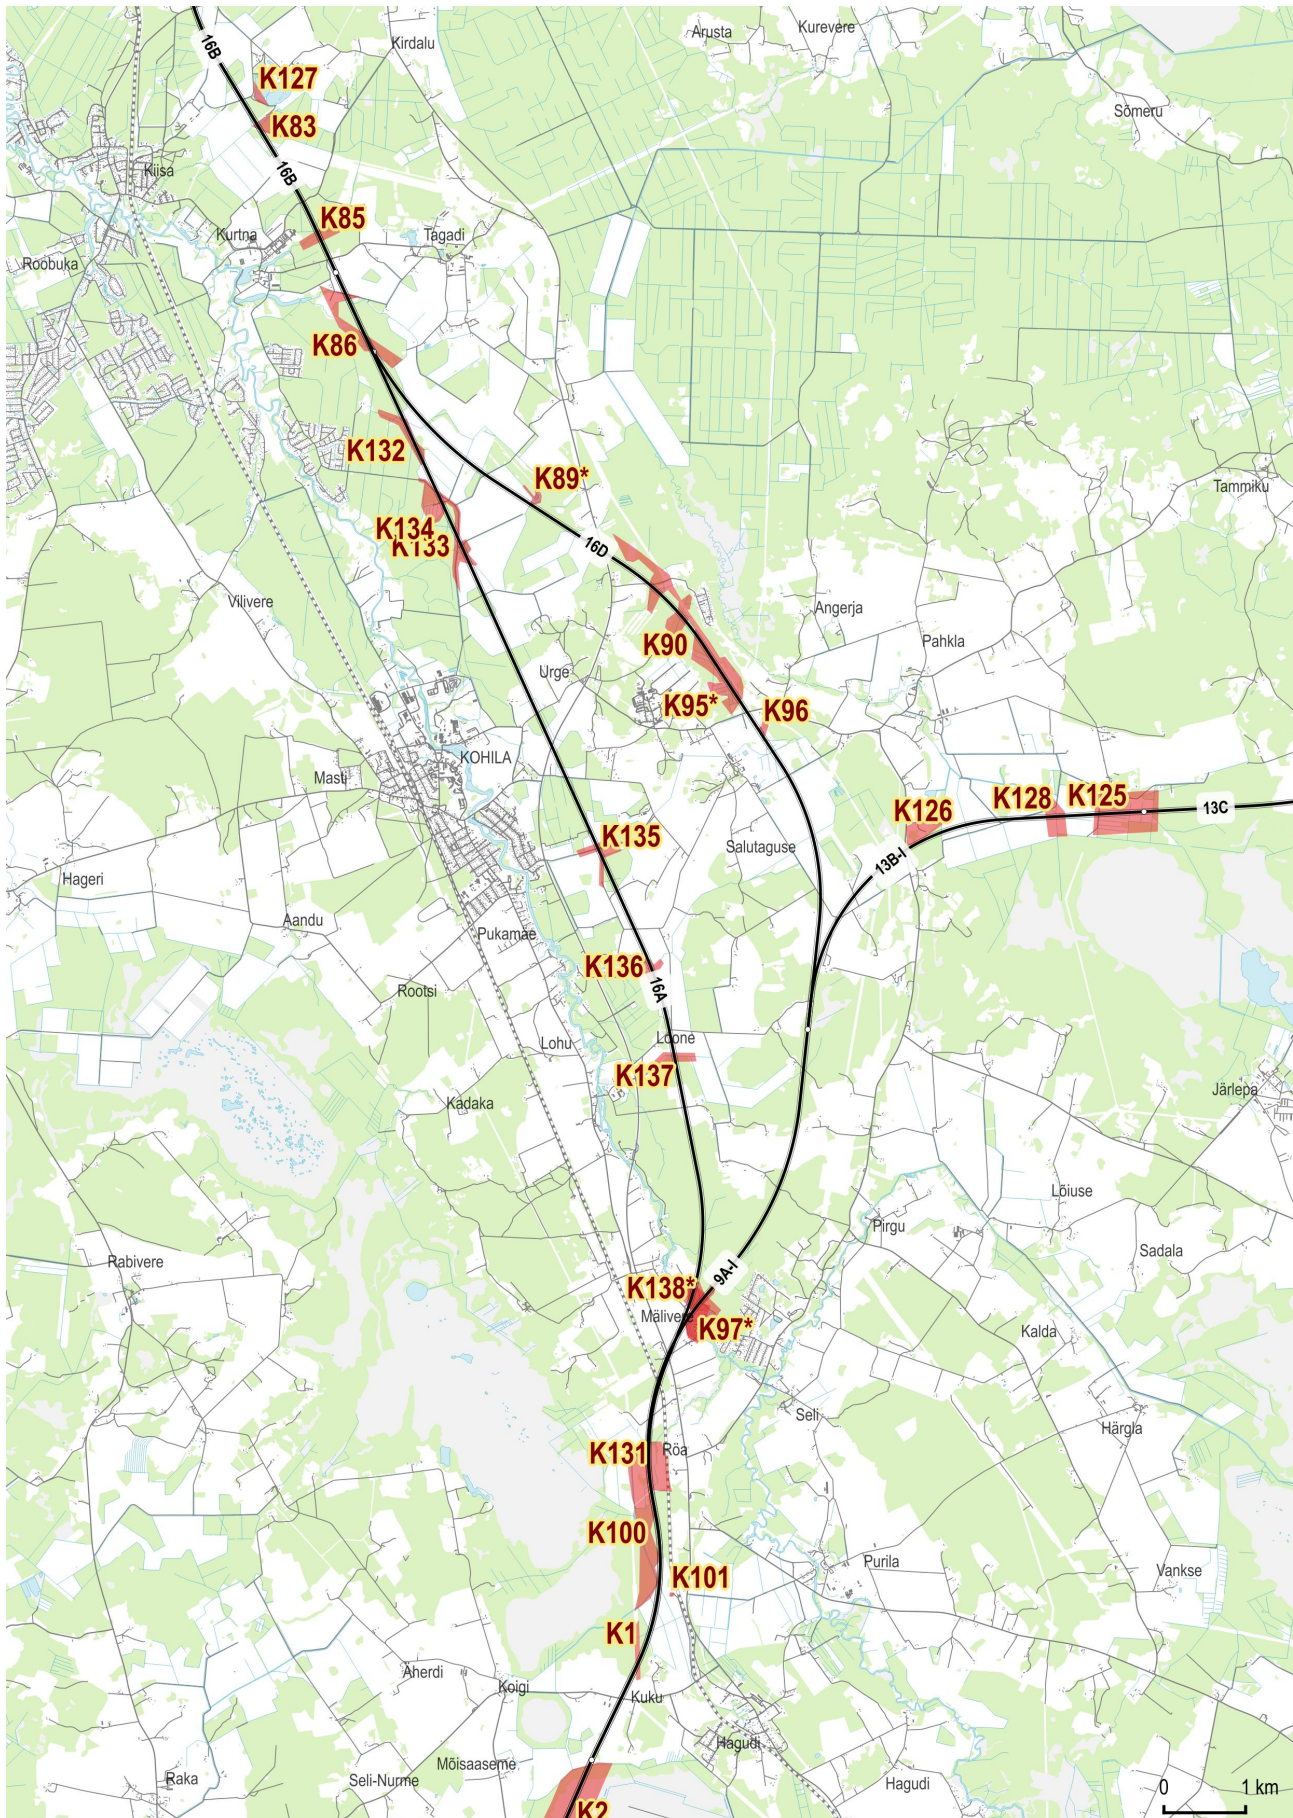 Arusta
Kurevere
Kirdalu
16B
K127
Sõmeru
K83
Kiisa
16B
K85
Kurtna
Tagadi
Roobuka
K86
K132
K89*
Tammiku
K134
K133
16D
Vilivere
Angerja
Pahkla
K90
Urge
K95*
K96
KOHILA
Masti
K128
K125
13C
K126
K135
Salutaguse
13B-I
Hageri
Aandu
Pukamäe
K136
16A
Rootsi
Lohu
Loone
K137
Järlepa
Kadaka
Lõiuse
Pirgu
Sadala
Rabivere
9A-I
K138*
Mälivere
K97*
Kalda
Seli
Härgla
K131
Röa
K100
Purila
K101
Vankse
K1
Aherdi
Koigi
Kuku
Hagudi
Mõisaaseme
Raka
Seli-Nurme
Hagudi
0 1 km
K2